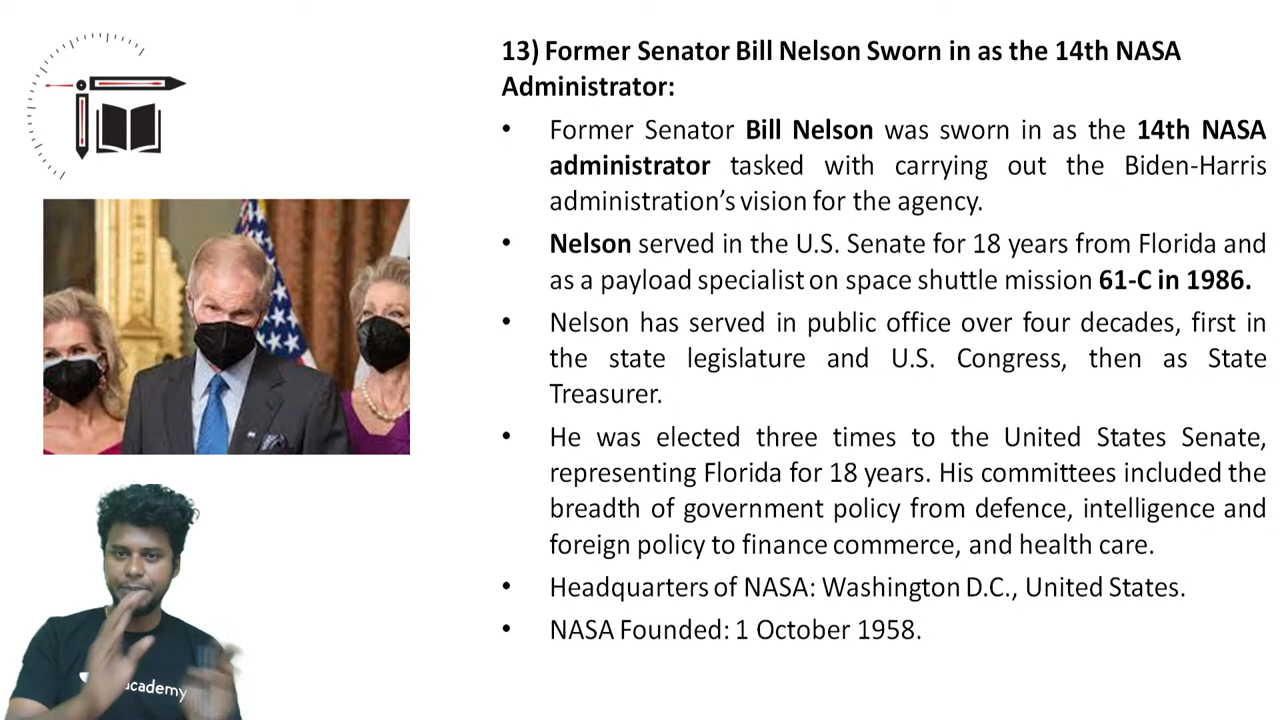 13) Former Senator Bill Nelson Sworn in as the 14th NASA
Administrator:
• Former Senator Bill Nelson was sworn in as the 14th NASA
administrator tasked with carrying out the Biden-Harris
administration’s vision for the agency.
• Nelson served in the U.S. Senate for 18 years from Florida and
as a payload specialist on space shuttle mission 61-C in 1986.
• Nelson has served in public office over four decades, first in
the state legislature and U.S. Congress, then as State
Treasurer.
• He was elected three times to the United States Senate,
representing Florida for 18 years. His committees included the
breadth of government policy from defence, intelligence and
foreign policy to finance commerce, and health care.
• Headquarters of NASA: Washington D.C., United States.
• NASA Founded: 1 October 1958.